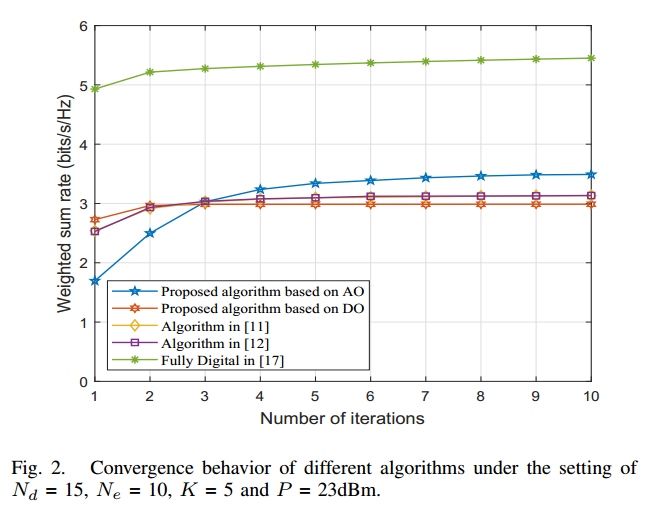 6
5
4
3
2
1
0
Weighted sum rate (bits/s/Hz)
Proposed algorithm based on AO
Proposed algorithm based on DO
Algorithm in [11]
Algorithm in [12]
Fully Digital in [17]
1 2 3 4 5 6 7 8 9 10
Number of iterations
Fig. 2. Convergence behavior of different algorithms under the setting of
N_d = 15, N_e = 10, K = 5 and P = 23dBm.